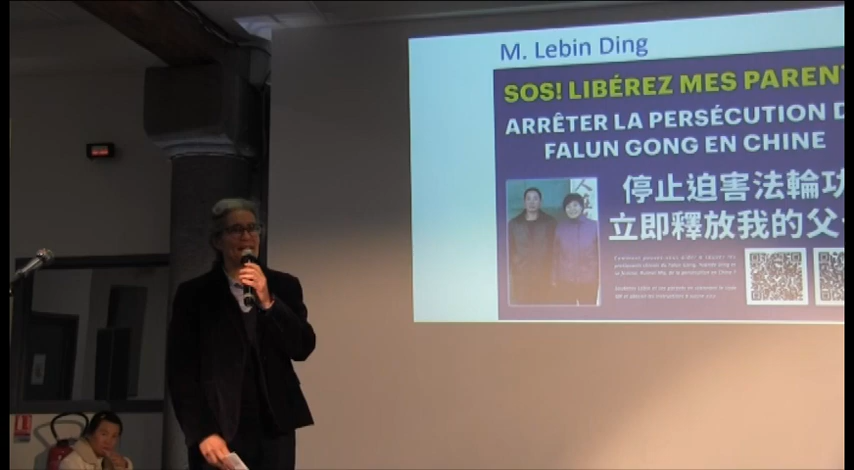 M. Lebin Ding
SOS! LIBÉREZ MES PARENT
ARRÊTER LA PERSÉCUTION D
FALUN GONG EN CHINE
停止迫害法輪功
立即釋放我的父